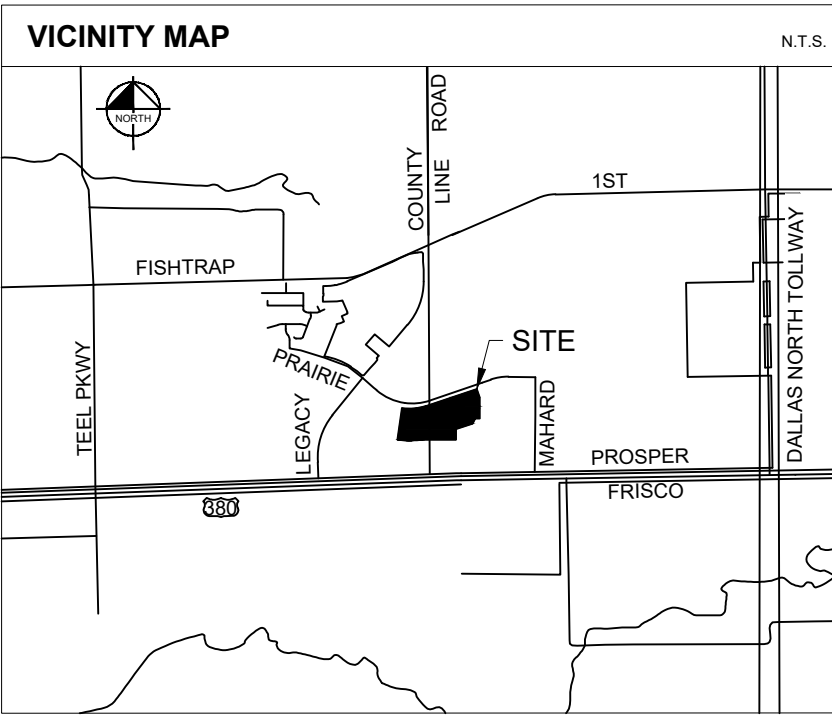 VICINITY MAP
N.T.S.
NORTH
COUNTY
LINE ROAD
1ST
FISHTRAP
SITE
PRAIRIE
TEEL PKWY
LEGACY
MAHARD
DALLAS NORTH TOLLWAY
PROSPER
FRISCO
380